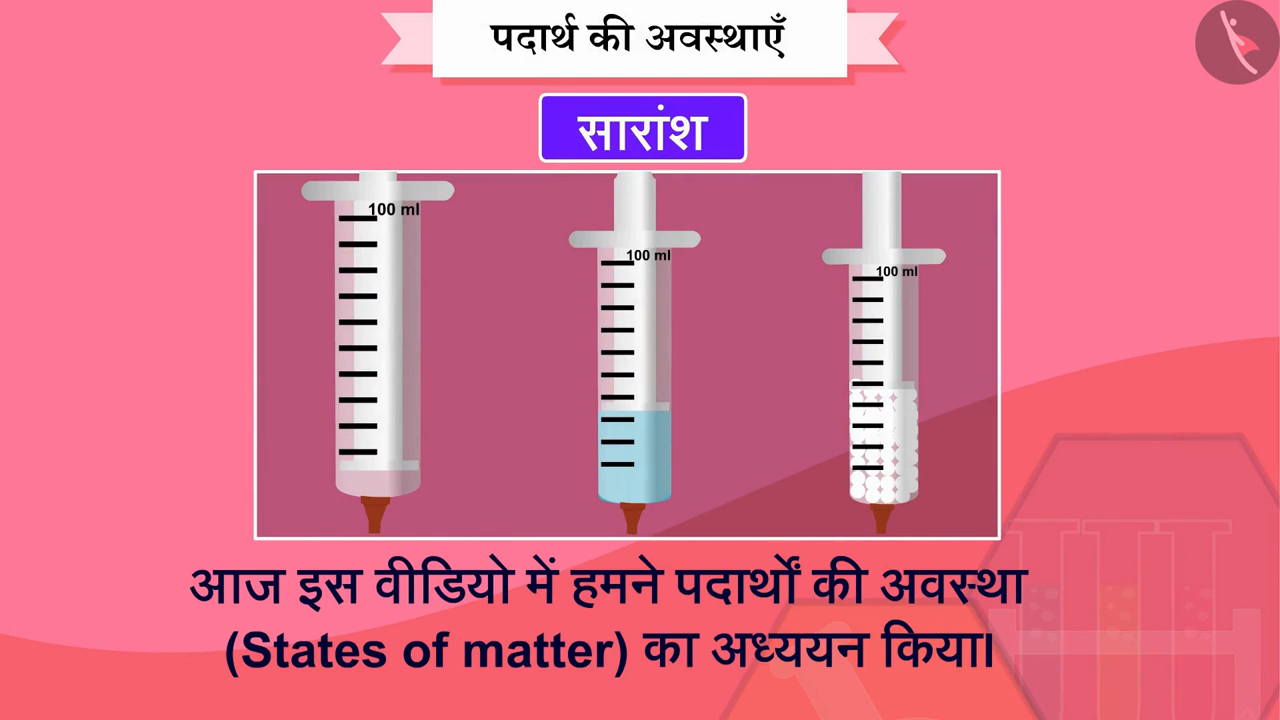 पदार्थ की अवस्थाएँ
सारांश
100 ml
100 ml
100 ml
आज इस वीडियो में हमने पदार्थों की अवस्था
(States of matter) का अध्ययन किया।